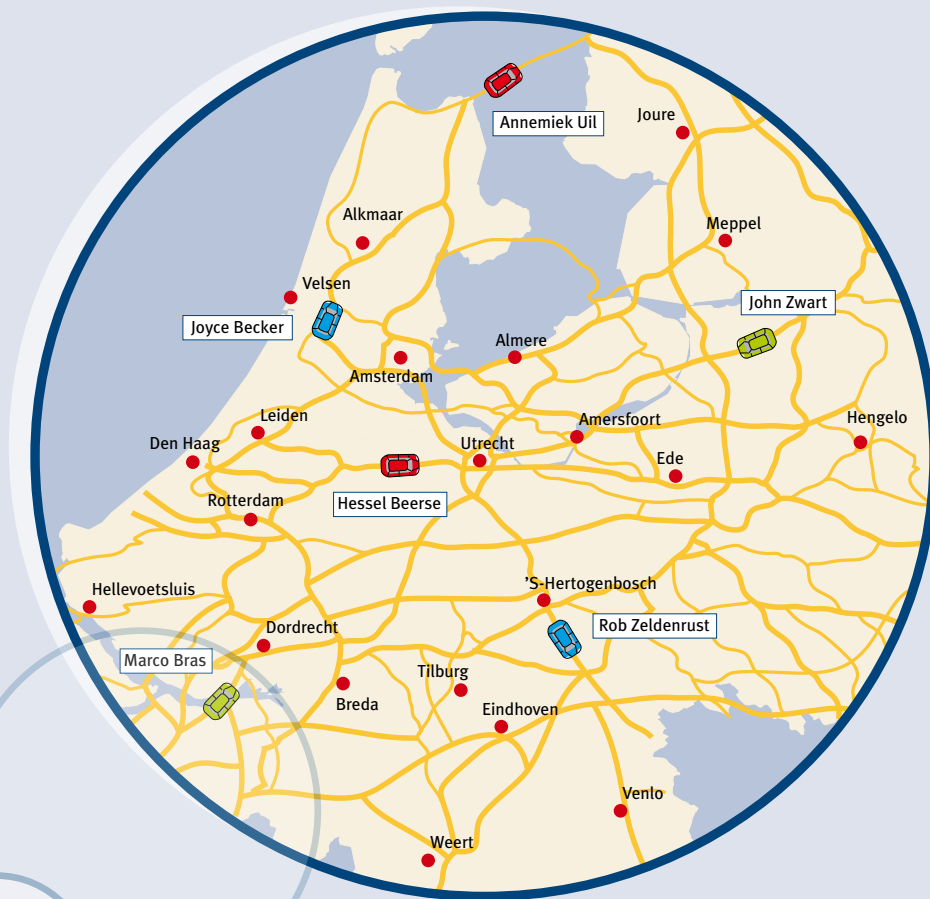 Annemiek Uil
Joure
Alkmaar
Meppel
Velsen
John Zwart
Joyce Becker
Almere
Amsterdam
Leiden
Amersfoort
Hengelo
Den Haag
Utrecht
Ede
Rotterdam
Hessel Beerse
'S-Hertogenbosch
Hellevoetsluis
Dordrecht
Rob Zeldenrust
Marco Bras
Tilburg
Breda
Eindhoven
Venlo
Weert